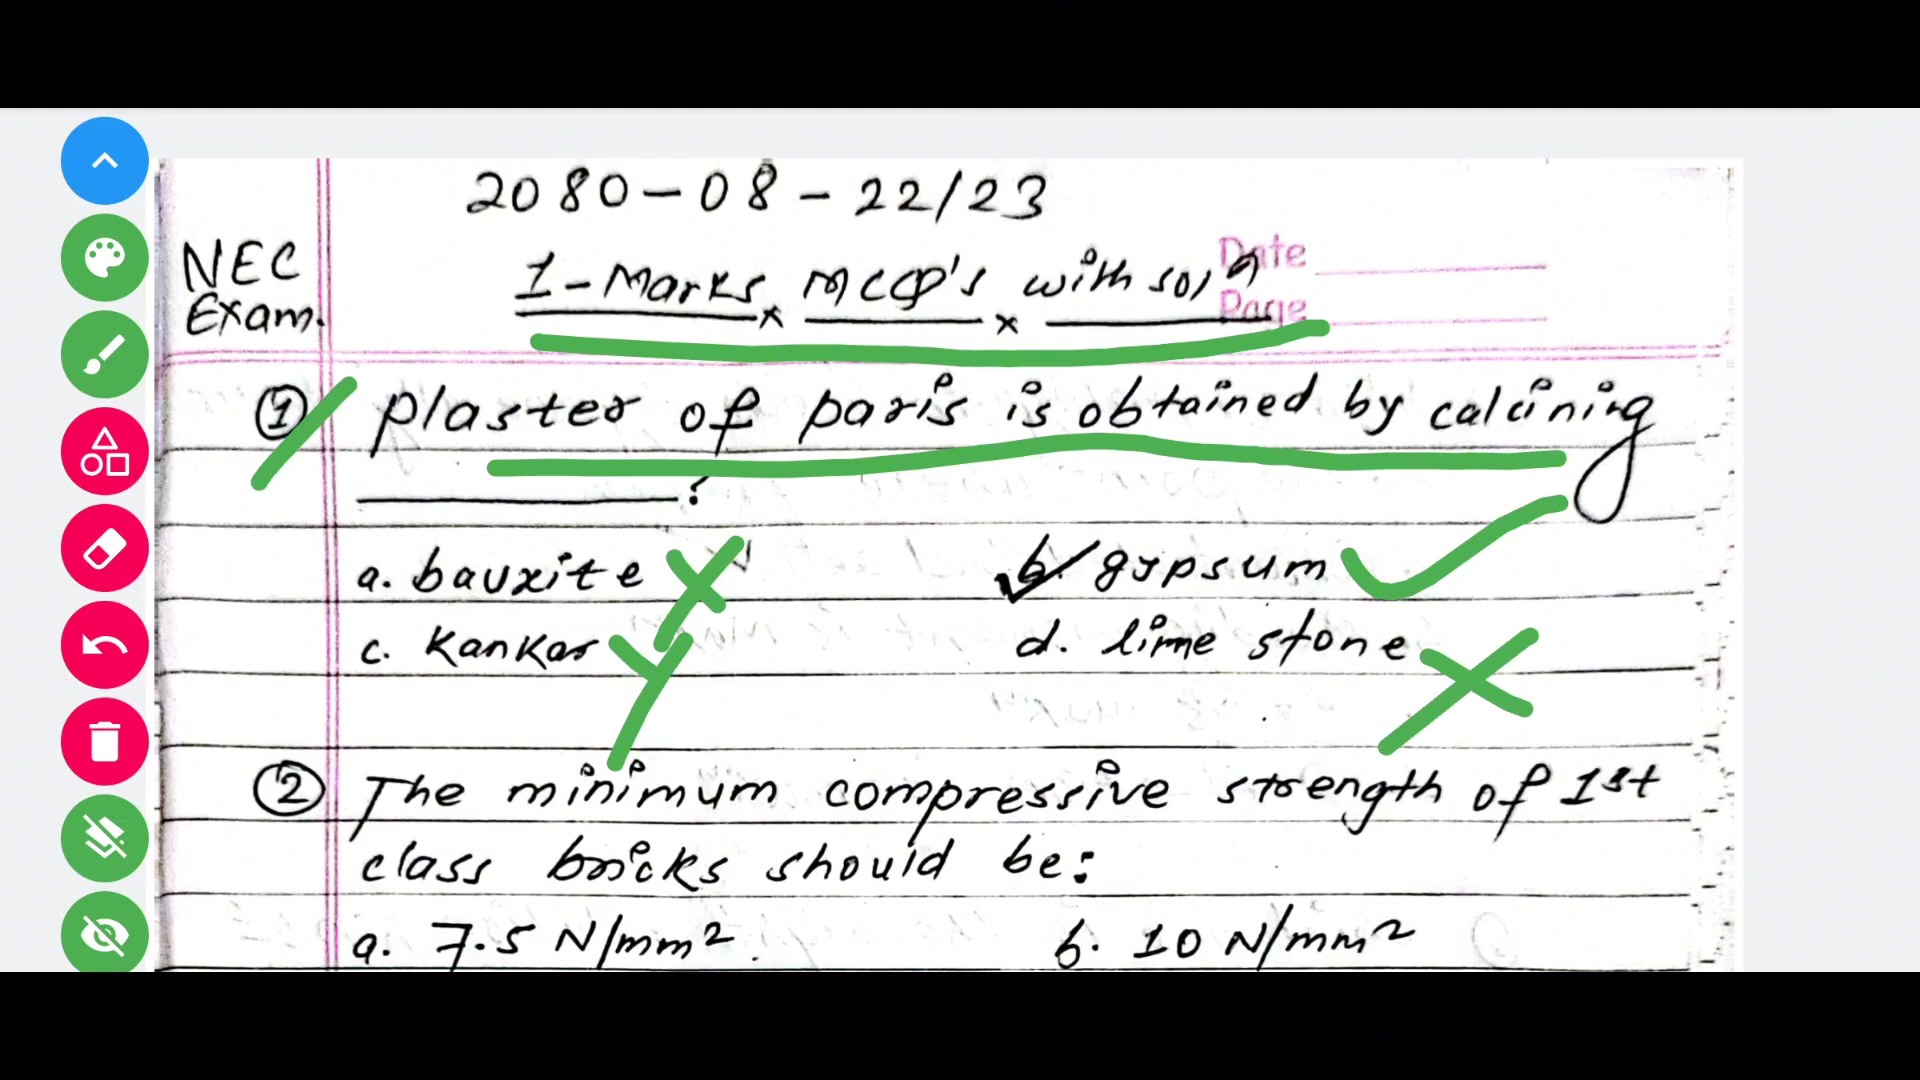 2080-08-22/23
NEC
Exam.
1-Marks MCQ's with solⁿ
Date
Page
① plaster of paris is obtained by calcining
?
a. bauxite b. gypsum
c. Kankar d. lime stone
② The minimum compressive strength of 1st
class bricks should be:
a. 7.5 N/mm² b. 10 N/mm²